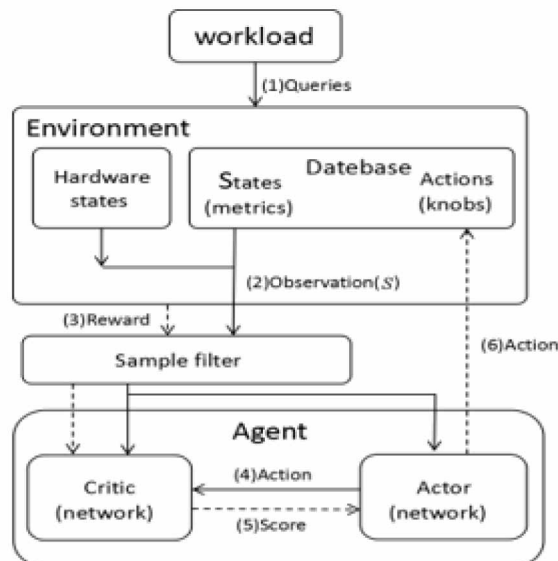 workload
(1)Queries
Environment
Hardware
states
Datebase
States
(metrics)
Actions
(knobs)
(2)Observation(S)
(3)Reward
(6)Action
Sample filter
Agent
Critic
(network)
(4)Action
(5)Score
Actor
(network)